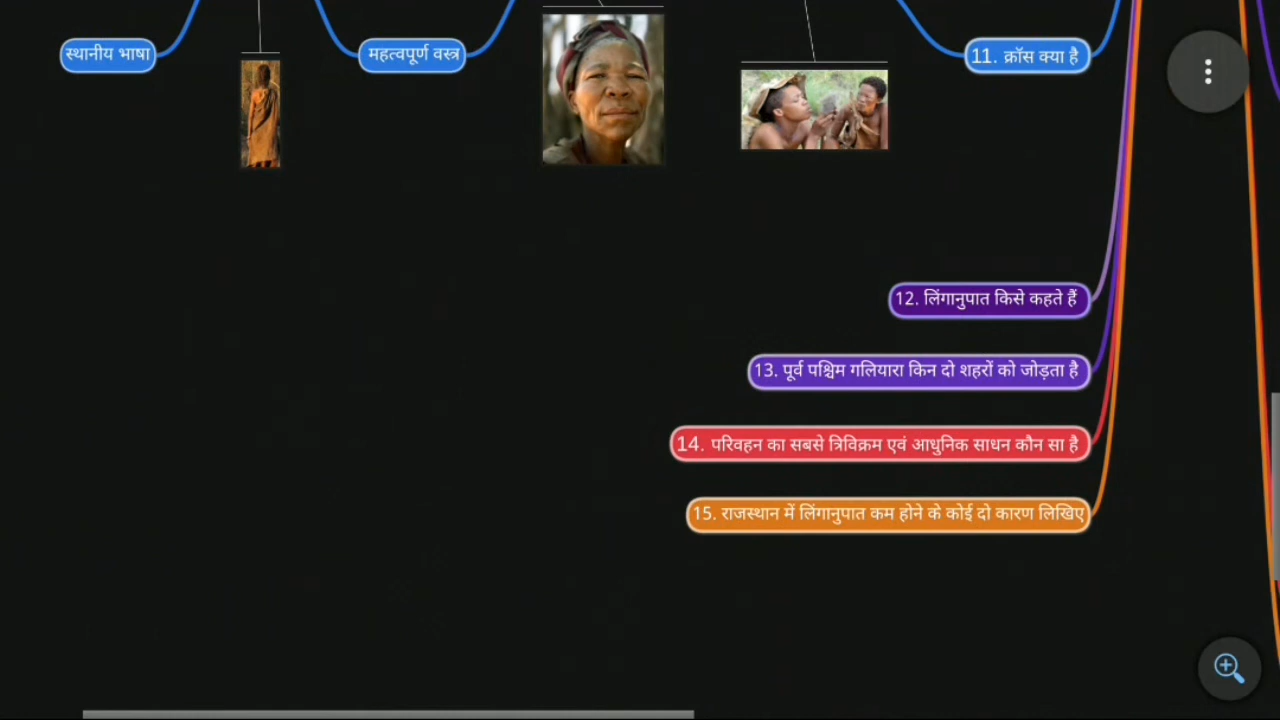 स्थानीय भाषा
महत्वपूर्ण वस्त्र
11. क्रॉस क्या है
12. लिंगानुपात किसे कहते हैं
13. पूर्व पश्चिम गलियारा किन दो शहरों को जोड़ता है
14. परिवहन का सबसे त्रिविक्रम एवं आधुनिक साधन कौन सा है
15. राजस्थान में लिंगानुपात कम होने के कोई दो कारण लिखिए